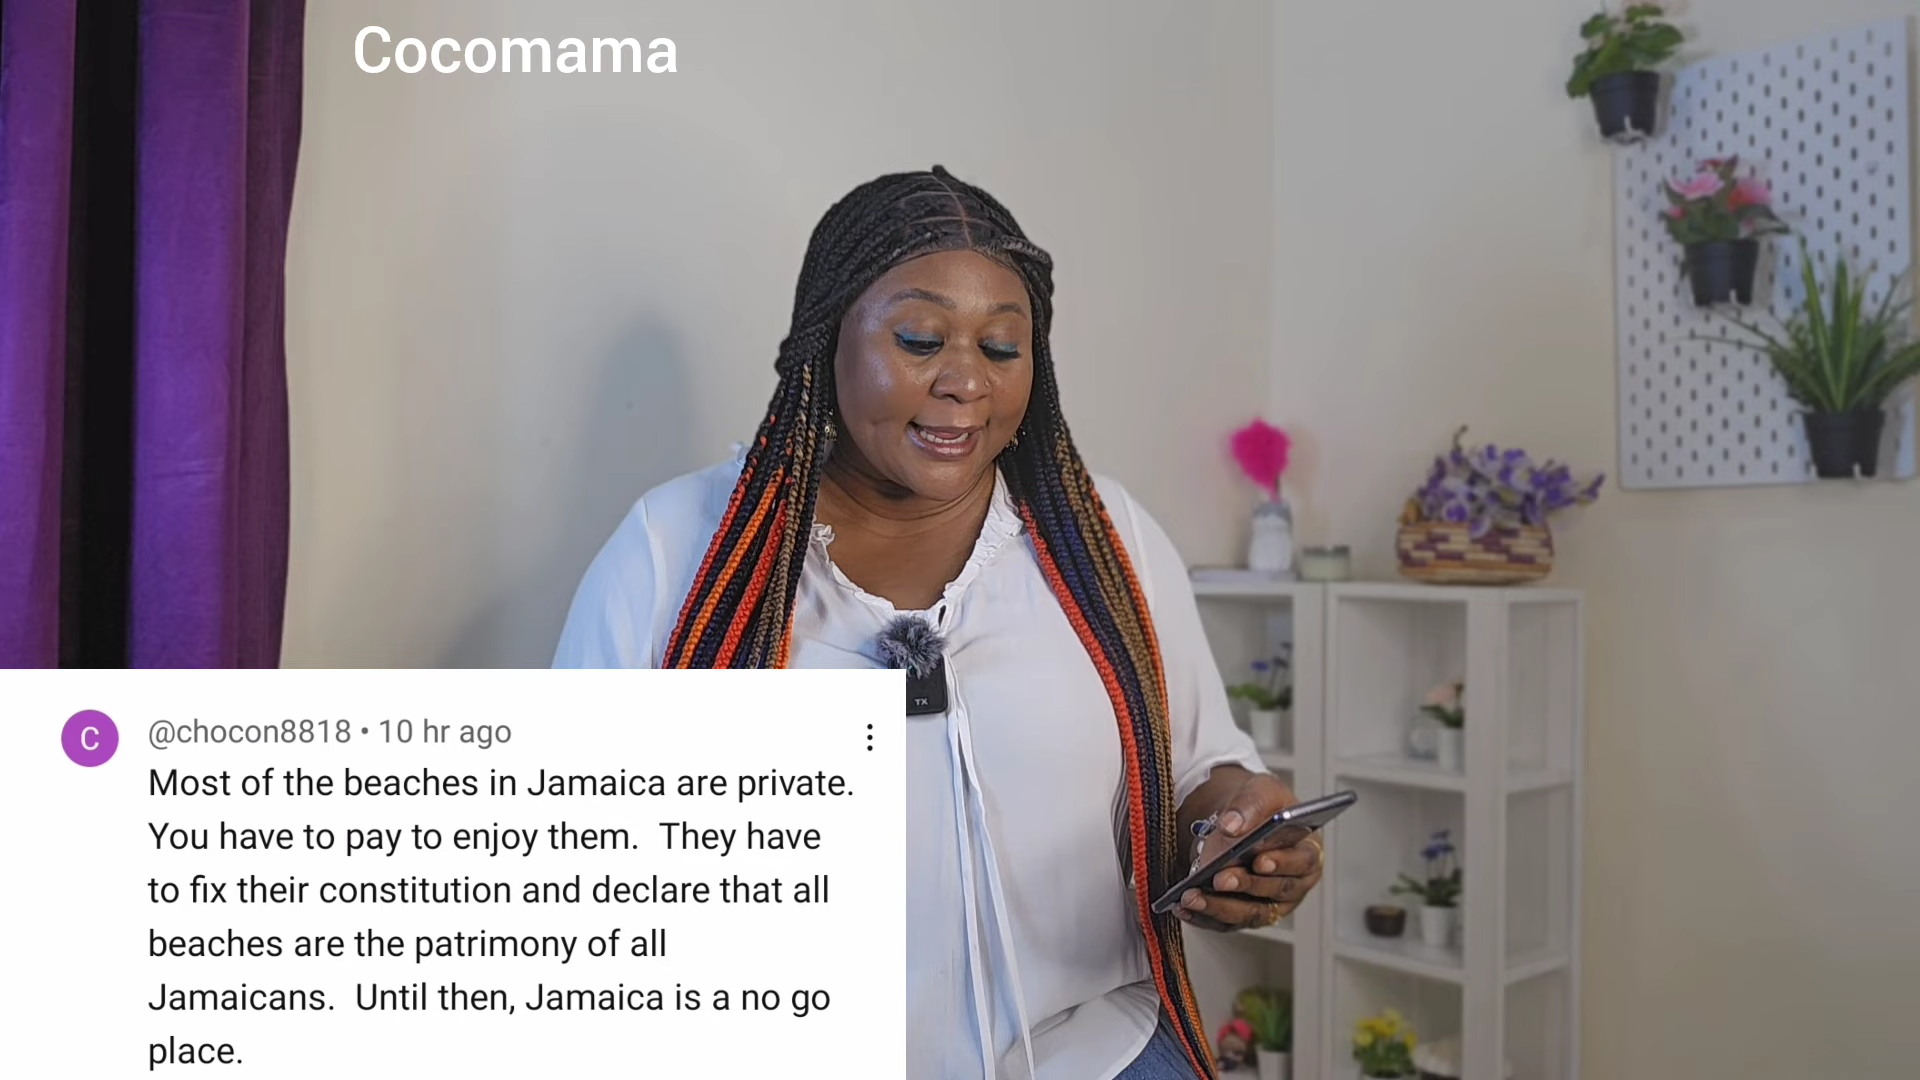 Cocomama
TX
C
@chocon8818 • 10 hr ago
Most of the beaches in Jamaica are private.
You have to pay to enjoy them.  They have
to fix their constitution and declare that all
beaches are the patrimony of all
Jamaicans.  Until then, Jamaica is a no go
place.